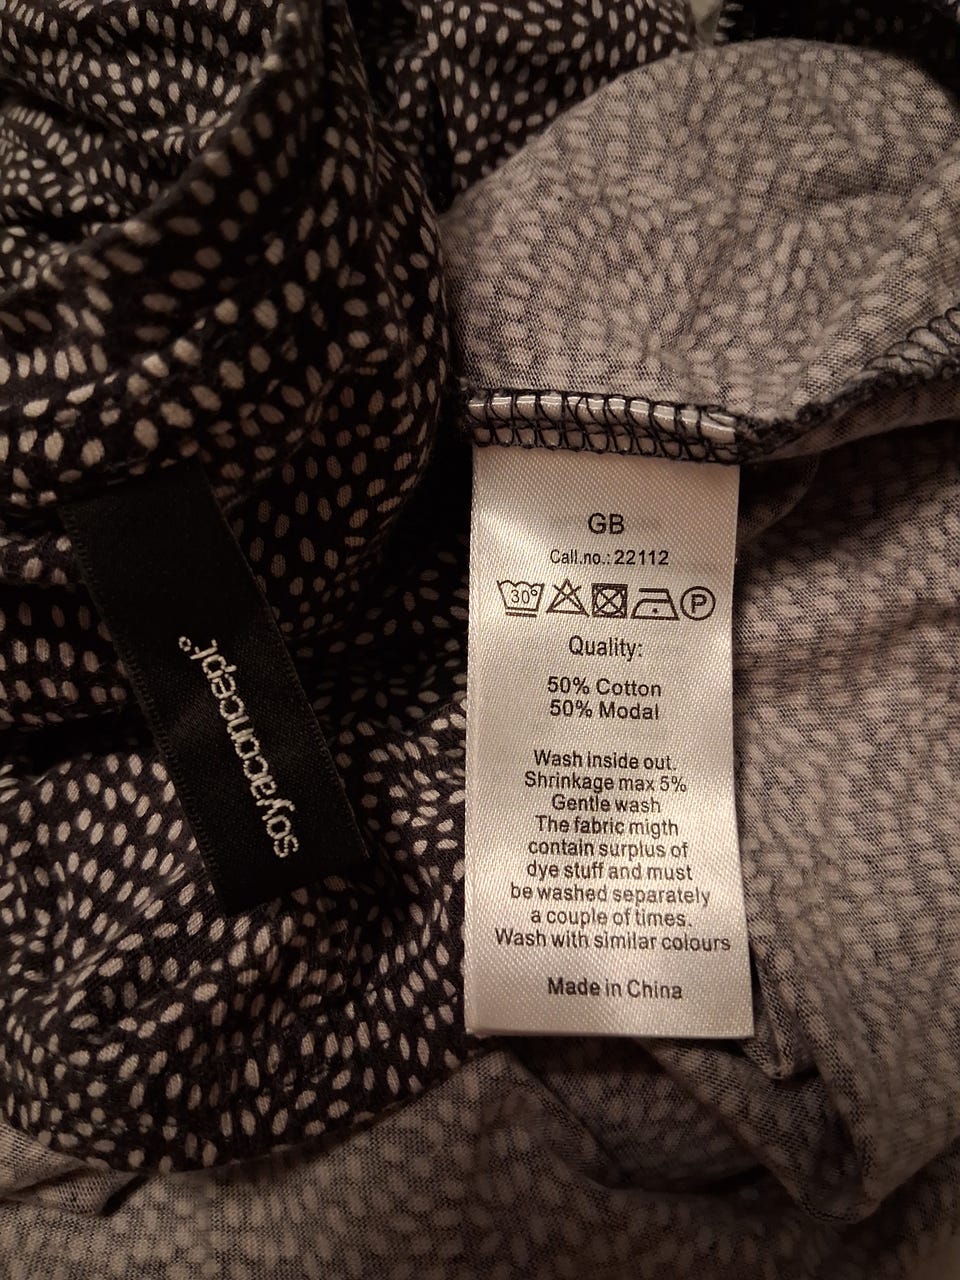 soyaconcept®
GB
Call.no.: 22112
30°
P
Quality:
50% Cotton
50% Modal
Wash inside out.
Shrinkage max 5%
Gentle wash
The fabric migth
contain surplus of
dye stuff and must
be washed separately
a couple of times.
Wash with similar colours
Made in China